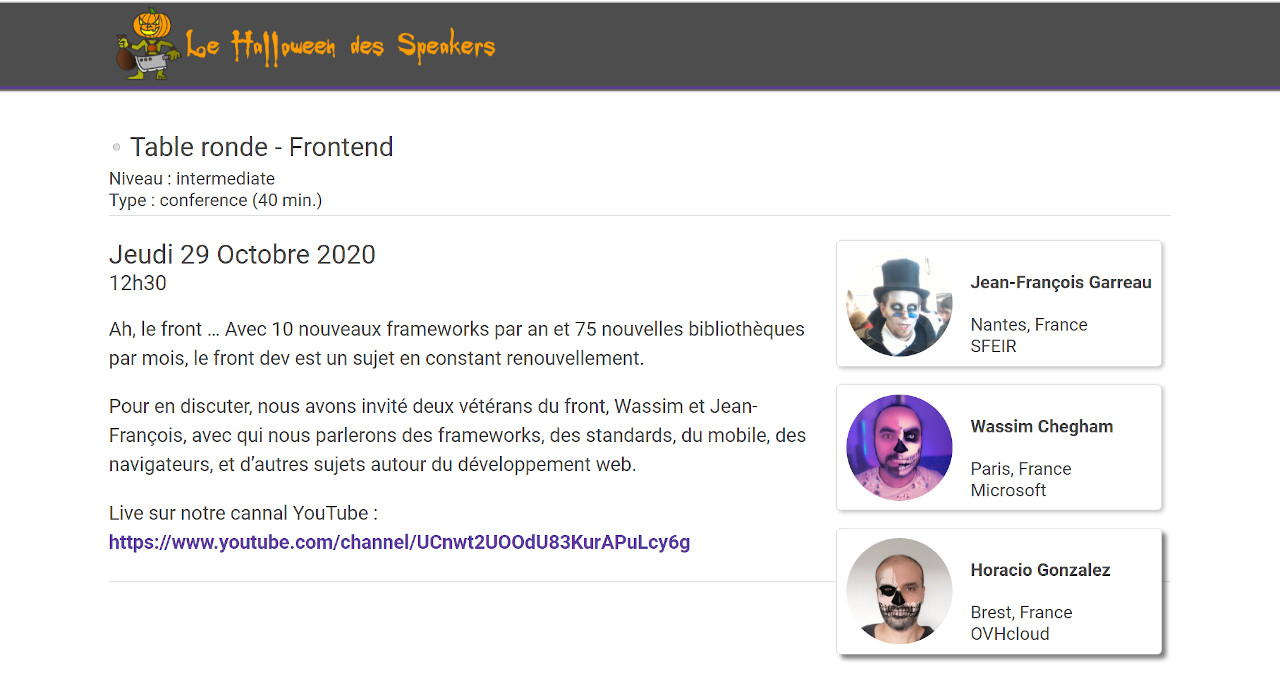 Le Halloween des Speakers
Table ronde - Frontend
Niveau : intermediate
Type : conference (40 min.)
Jeudi 29 Octobre 2020
12h30
Ah, le front … Avec 10 nouveaux frameworks par an et 75 nouvelles bibliothèques
par mois, le front dev est un sujet en constant renouvellement.
Pour en discuter, nous avons invité deux vétérans du front, Wassim et Jean-
François, avec qui nous parlerons des frameworks, des standards, du mobile, des
navigateurs, et d’autres sujets autour du développement web.
Live sur notre cannal YouTube :
https://www.youtube.com/channel/UCnwt2UOOdU83KurAPuLcy6g
Jean-François Garreau
Nantes, France
SFEIR
Wassim Chegham
Paris, France
Microsoft
Horacio Gonzalez
Brest, France
OVHcloud